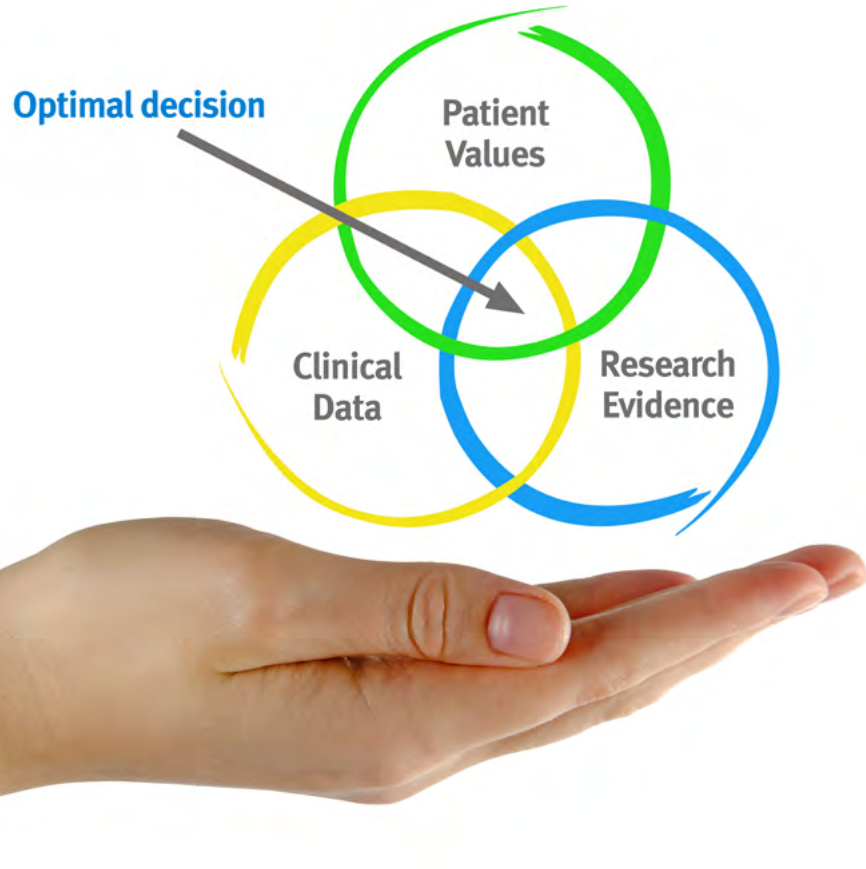 Optimal decision
Patient
Values
Clinical
Data
Research
Evidence